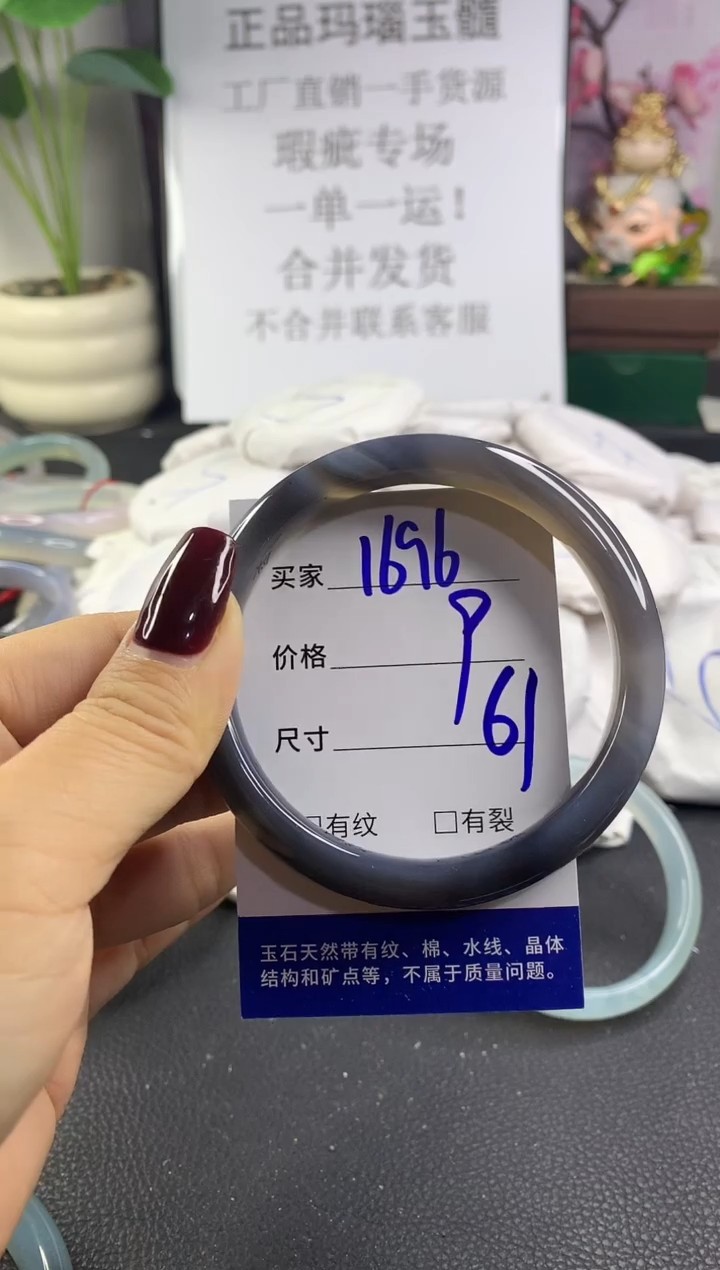 正品玛瑙玉髓
工厂直销一手货源
瑕疵专场
一单一运！
合并发货
不合并联系客服
买家 1696
价格
尺寸 61
□有纹 □有裂
玉石天然带有纹、棉、水线、晶体
结构和矿点等，不属于质量问题。